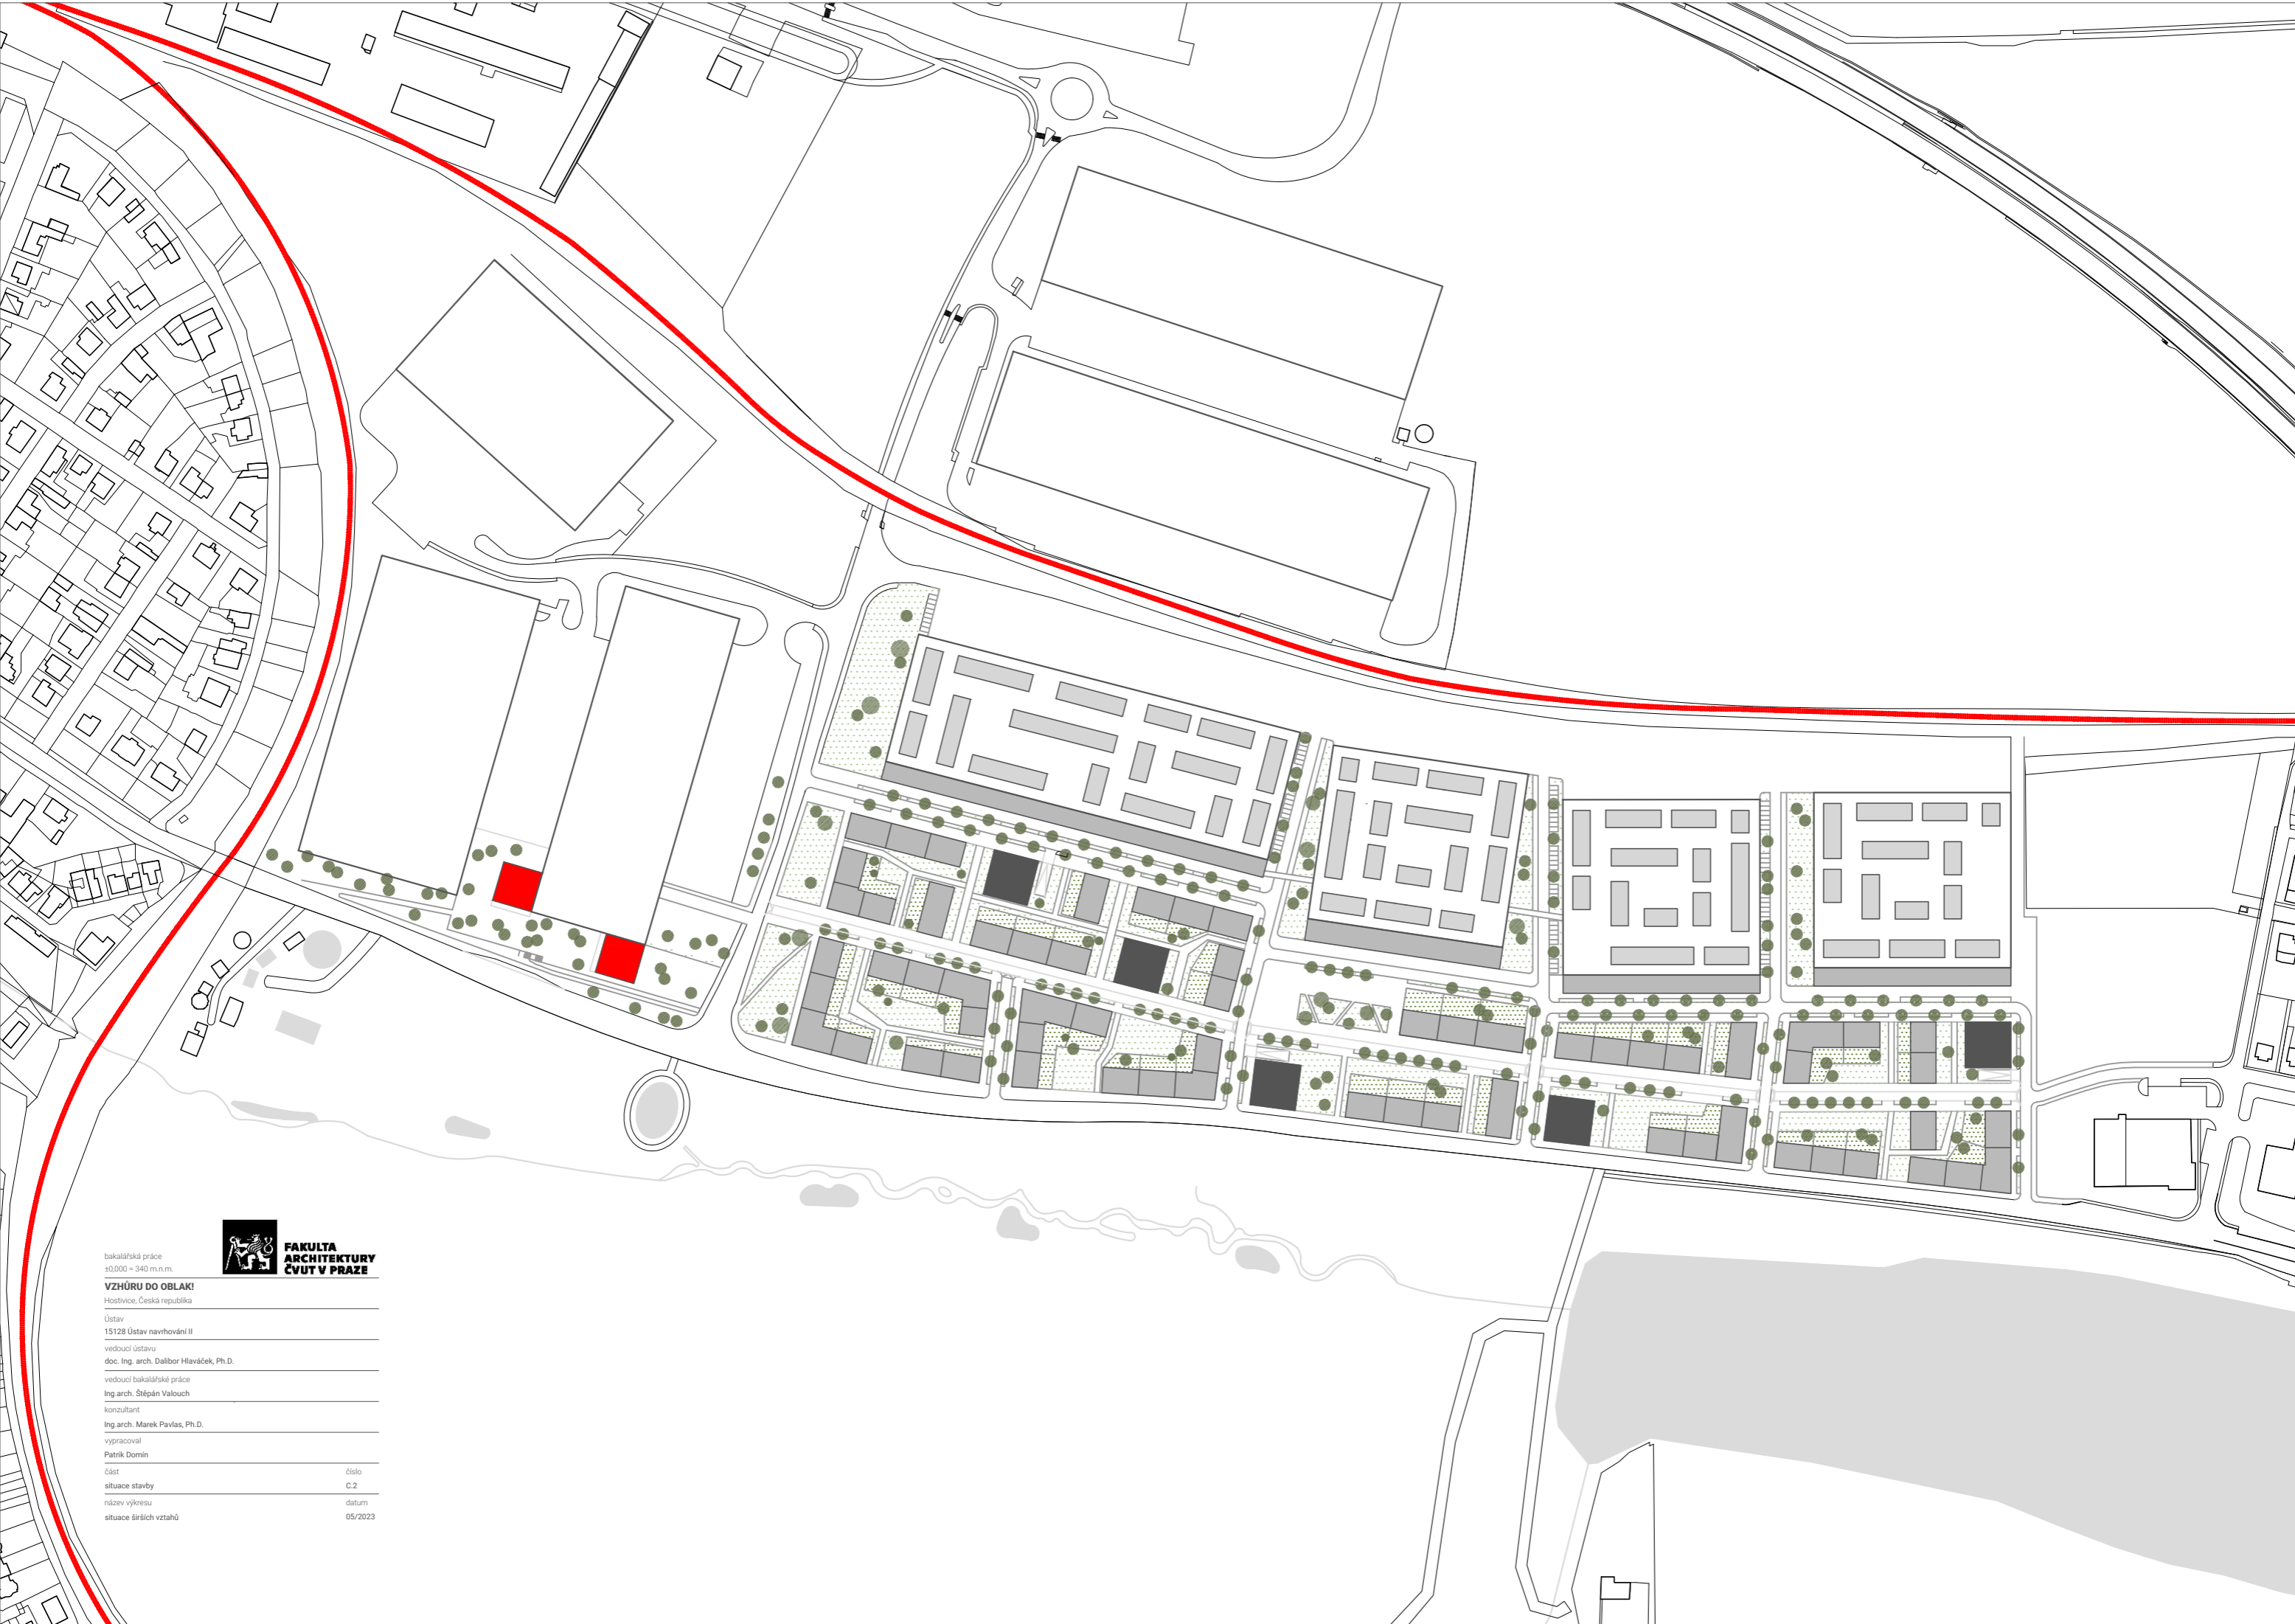 FAKULTA
ARCHITEKTURY
ČVUT V PRAZE
bakalářská práce
±0,000 = 340 m.n.m.
VZHŮRU DO OBLAK!
Hostivice, Česká republika
Ústav
15128 Ústav navrhování II
vedoucí ústavu
doc. Ing. arch. Dalibor Hlaváček, Ph.D.
vedoucí bakalářské práce
Ing.arch. Štěpán Valouch
konzultant
Ing.arch. Marek Pavlas, Ph.D.
vypracoval
Patrik Domín
část číslo
situace stavby C.2
název výkresu datum
situace širších vztahů 05/2023